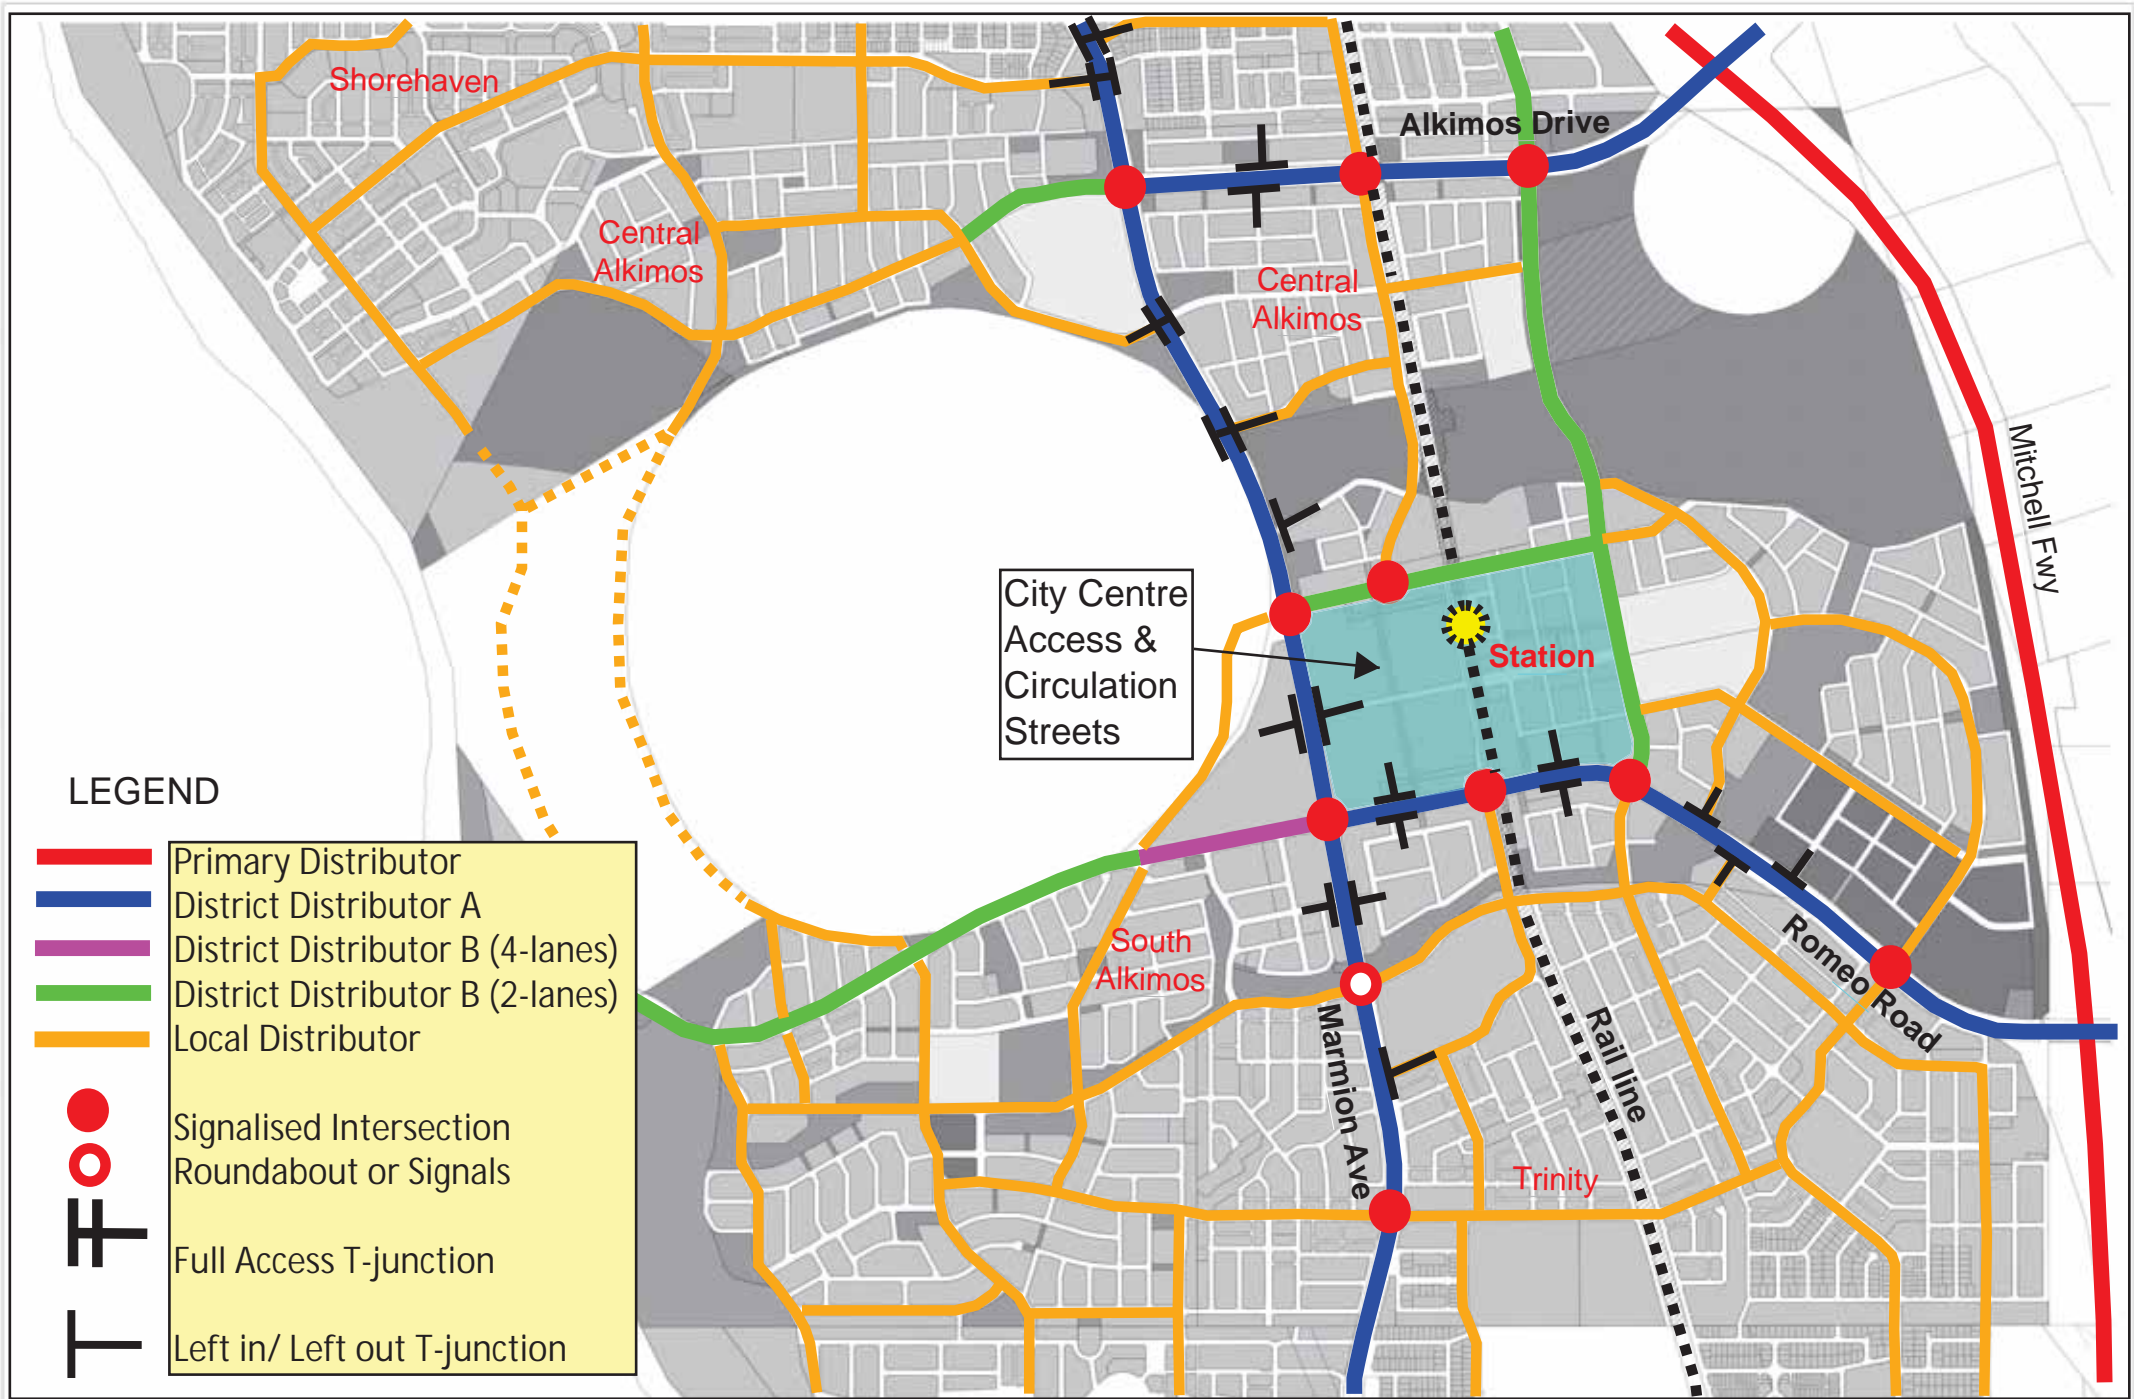 Shorehaven
Alkimos Drive
Central
Alkimos
Central
Alkimos
Mitchell Fwy
City Centre
Access &
Circulation
Streets
Station
LEGEND
Primary Distributor
District Distributor A
District Distributor B (4-lanes)
District Distributor B (2-lanes)
Local Distributor
Signalised Intersection
Roundabout or Signals
Full Access T-junction
Left in/ Left out T-junction
South
Alkimos
Romeo Road
Marmion Ave
Rail line
Trinity